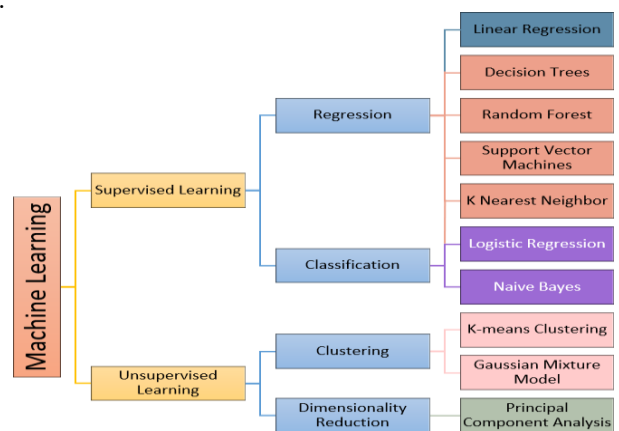 .
Machine Learning
Supervised Learning
Unsupervised
Learning
Regression
Classification
Clustering
Dimensionality
Reduction
Linear Regression
Decision Trees
Random Forest
Support Vector
Machines
K Nearest Neighbor
Logistic Regression
Naive Bayes
K-means Clustering
Gaussian Mixture
Model
Principal
Component Analysis